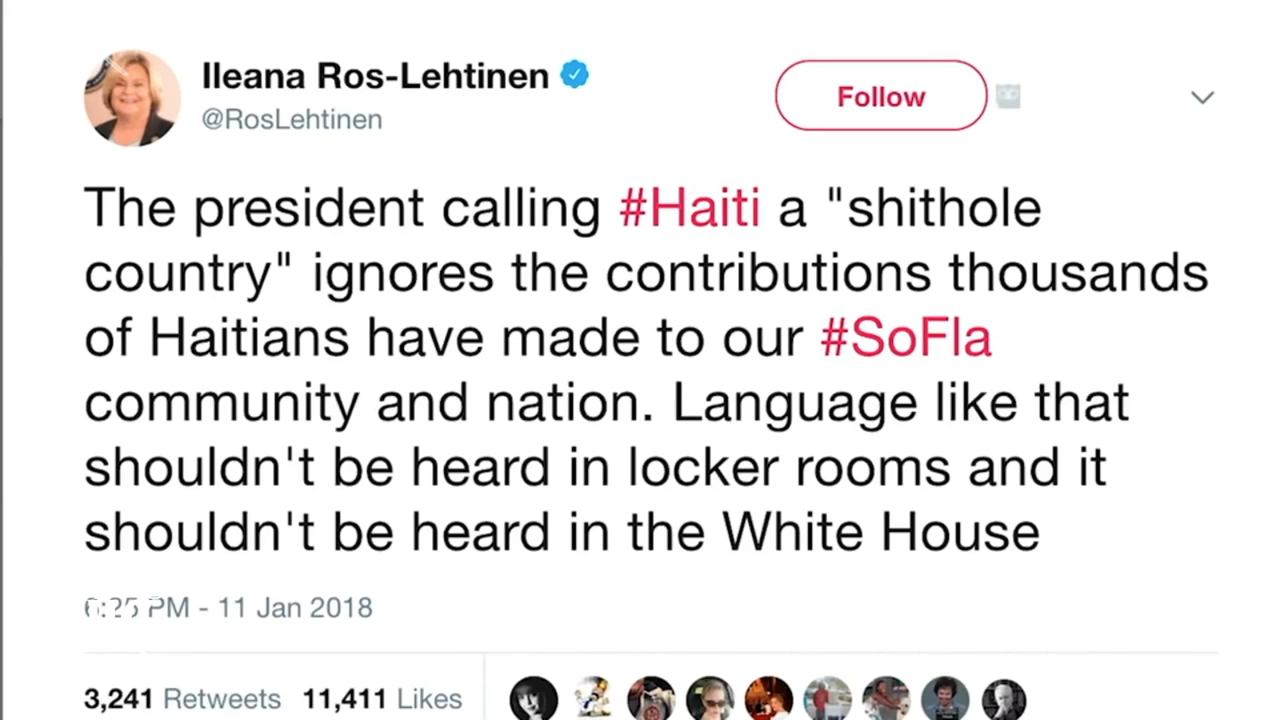 Ileana Ros-Lehtinen
@RosLehtinen
Follow
The president calling #Haiti a "shithole
country" ignores the contributions thousands
of Haitians have made to our #SoFla
community and nation. Language like that
shouldn't be heard in locker rooms and it
shouldn't be heard in the White House
6:25 PM - 11 Jan 2018
3,241 Retweets 11,411 Likes